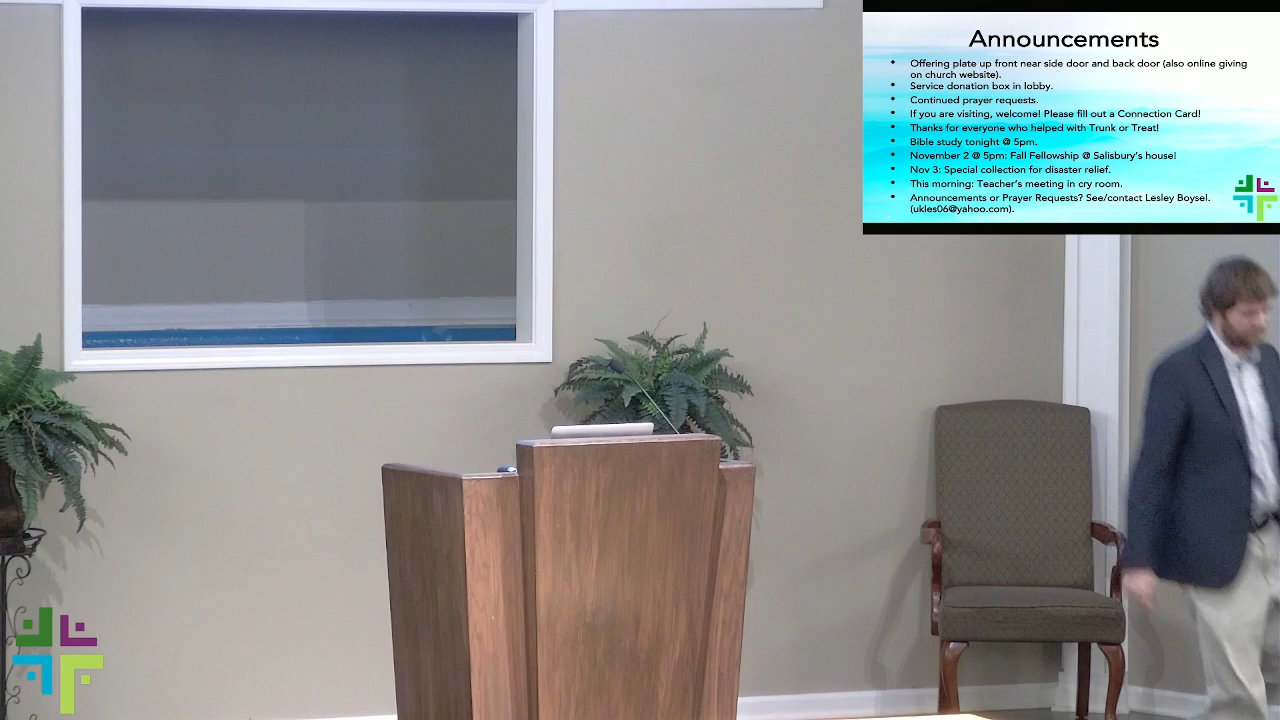 Announcements
• Offering plate up front near side door and back door (also online giving
on church website).
• Service donation box in lobby.
• Continued prayer requests.
• If you are visiting, welcome! Please fill out a Connection Card!
• Thanks for everyone who helped with Trunk or Treat!
• Bible study tonight @ 5pm.
• November 2 @ 5pm: Fall Fellowship @ Salisbury's house!
• Nov 3: Special collection for disaster relief.
• This morning: Teacher's meeting in cry room.
• Announcements or Prayer Requests? See/contact Lesley Boysel.
(ukles06@yahoo.com).